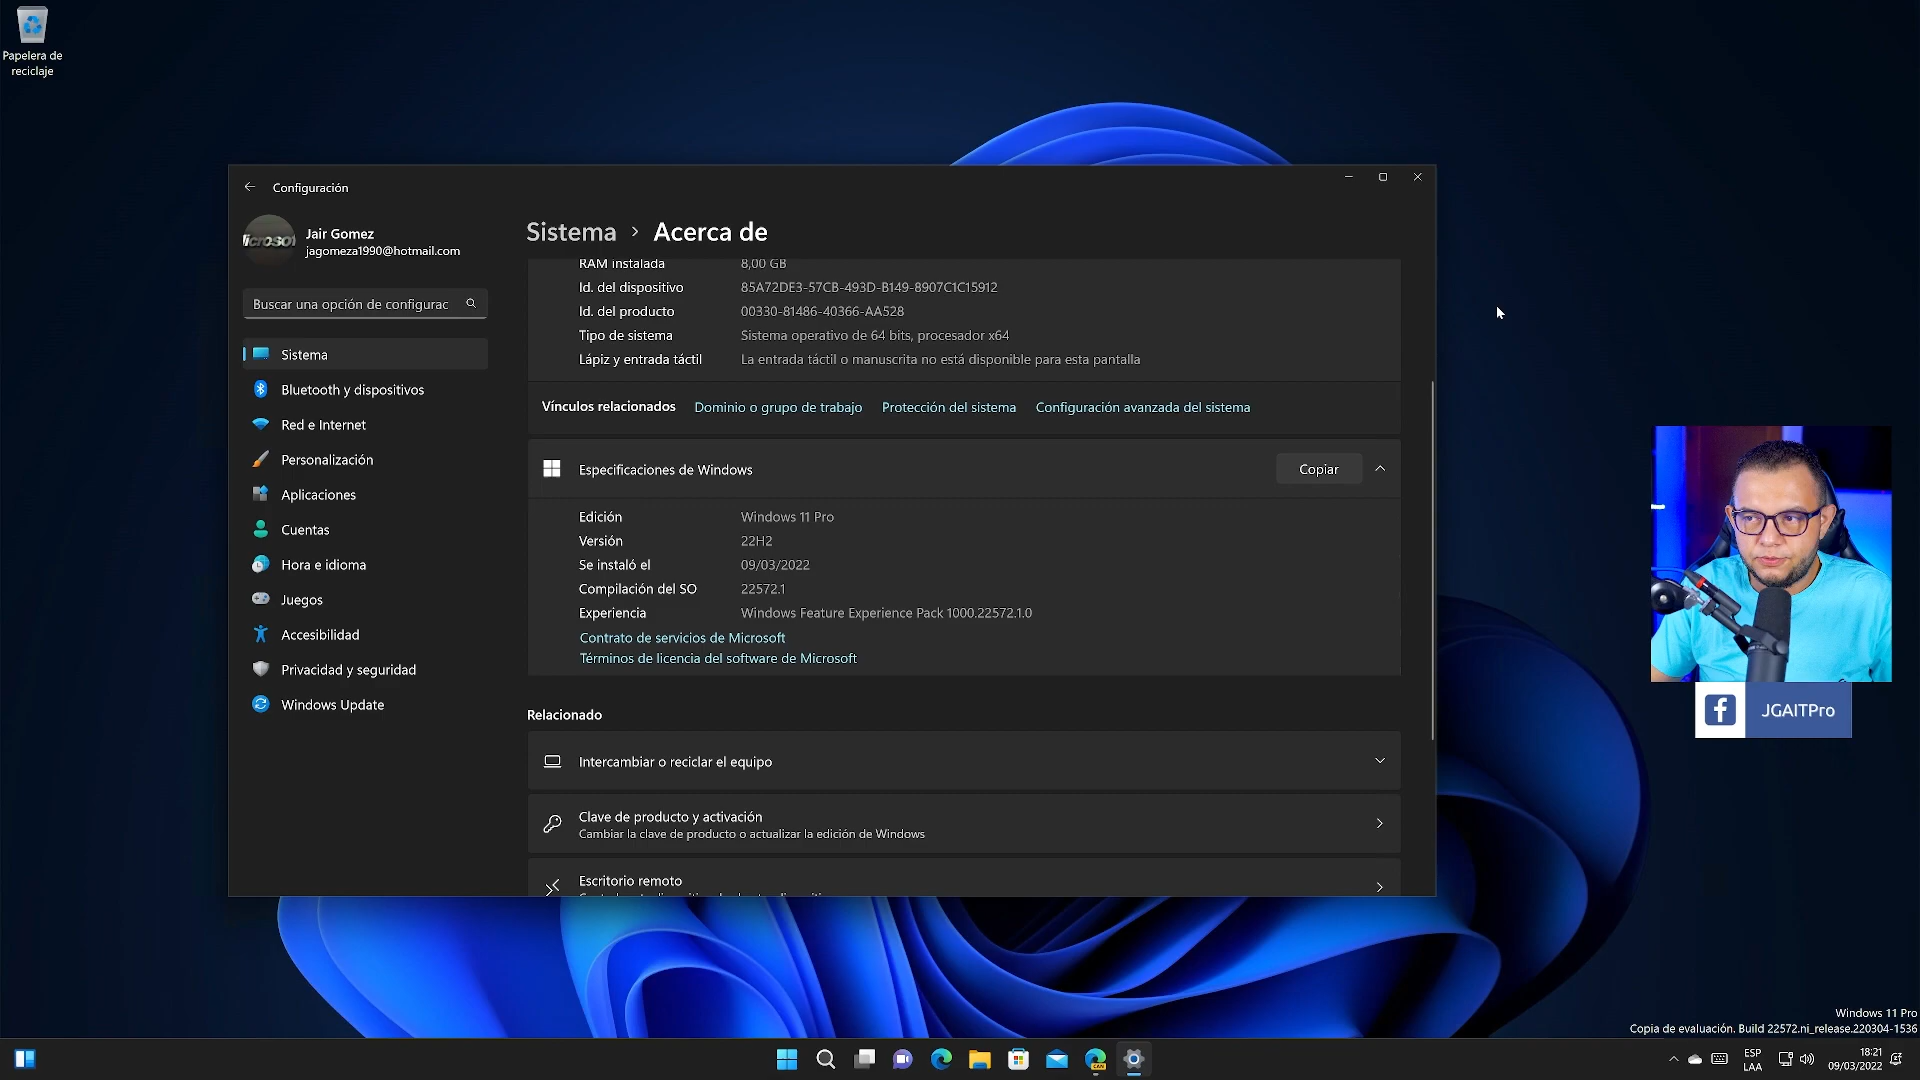 Papelera de
reciclaje
Configuración
Jair Gomez
jagomeza1990@hotmail.com
Buscar una opción de configurac
Sistema
Bluetooth y dispositivos
Red e Internet
Personalización
Aplicaciones
Cuentas
Hora e idioma
Juegos
Accesibilidad
Privacidad y seguridad
Windows Update
Sistema › Acerca de
RAM instalada 8,00 GB
Id. del dispositivo 85A72DE3-57CB-493D-B149-8907C1C15912
Id. del producto 00330-81486-40366-AA528
Tipo de sistema Sistema operativo de 64 bits, procesador x64
Lápiz y entrada táctil La entrada táctil o manuscrita no está disponible para esta pantalla
Vínculos relacionados Dominio o grupo de trabajo Protección del sistema Configuración avanzada del sistema
Especificaciones de Windows Copiar
Edición Windows 11 Pro
Versión 22H2
Se instaló el 09/03/2022
Compilación del SO 22572.1
Experiencia Windows Feature Experience Pack 1000.22572.1.0
Contrato de servicios de Microsoft
Términos de licencia del software de Microsoft
Relacionado
Intercambiar o reciclar el equipo
Clave de producto y activación
Cambiar la clave de producto o actualizar la edición de Windows
Escritorio remoto
JGAITPro
Windows 11 Pro
Copia de evaluación. Build 22572.ni_release.220304-1536
CAN
ESP
LAA
18:21
09/03/2022